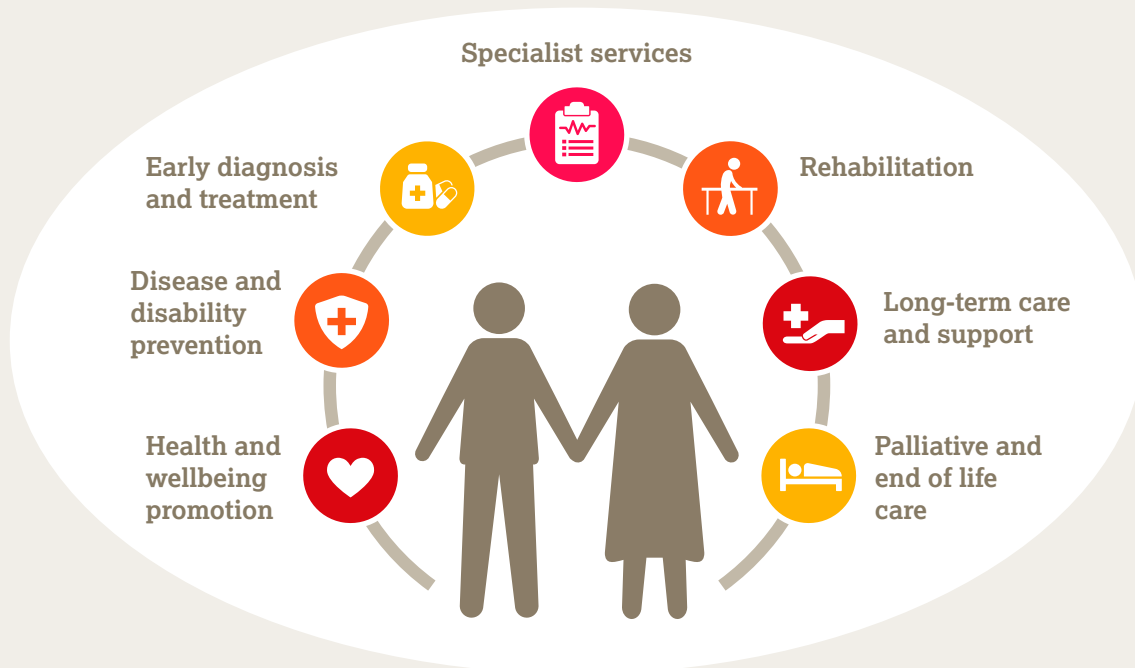 Specialist services
Early diagnosis
and treatment
Rehabilitation
Disease and
disability
prevention
Long-term care
and support
Health and
wellbeing
promotion
Palliative and
end of life
care